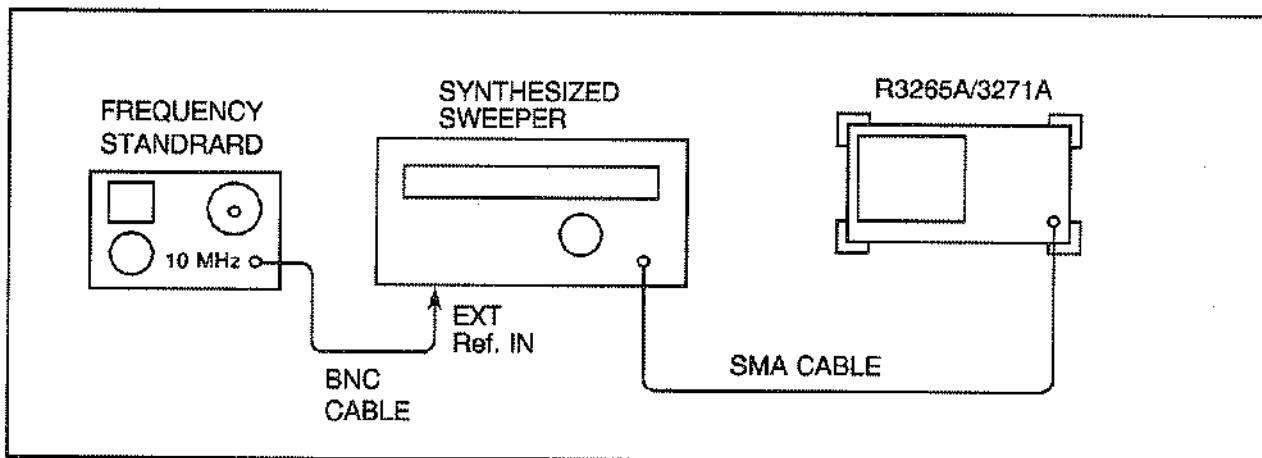 FREQUENCY
STANDRARD
10 MHz
SYNTHESIZED
SWEEPER
EXT
Ref. IN
BNC
CABLE
R3265A/3271A
SMA CABLE